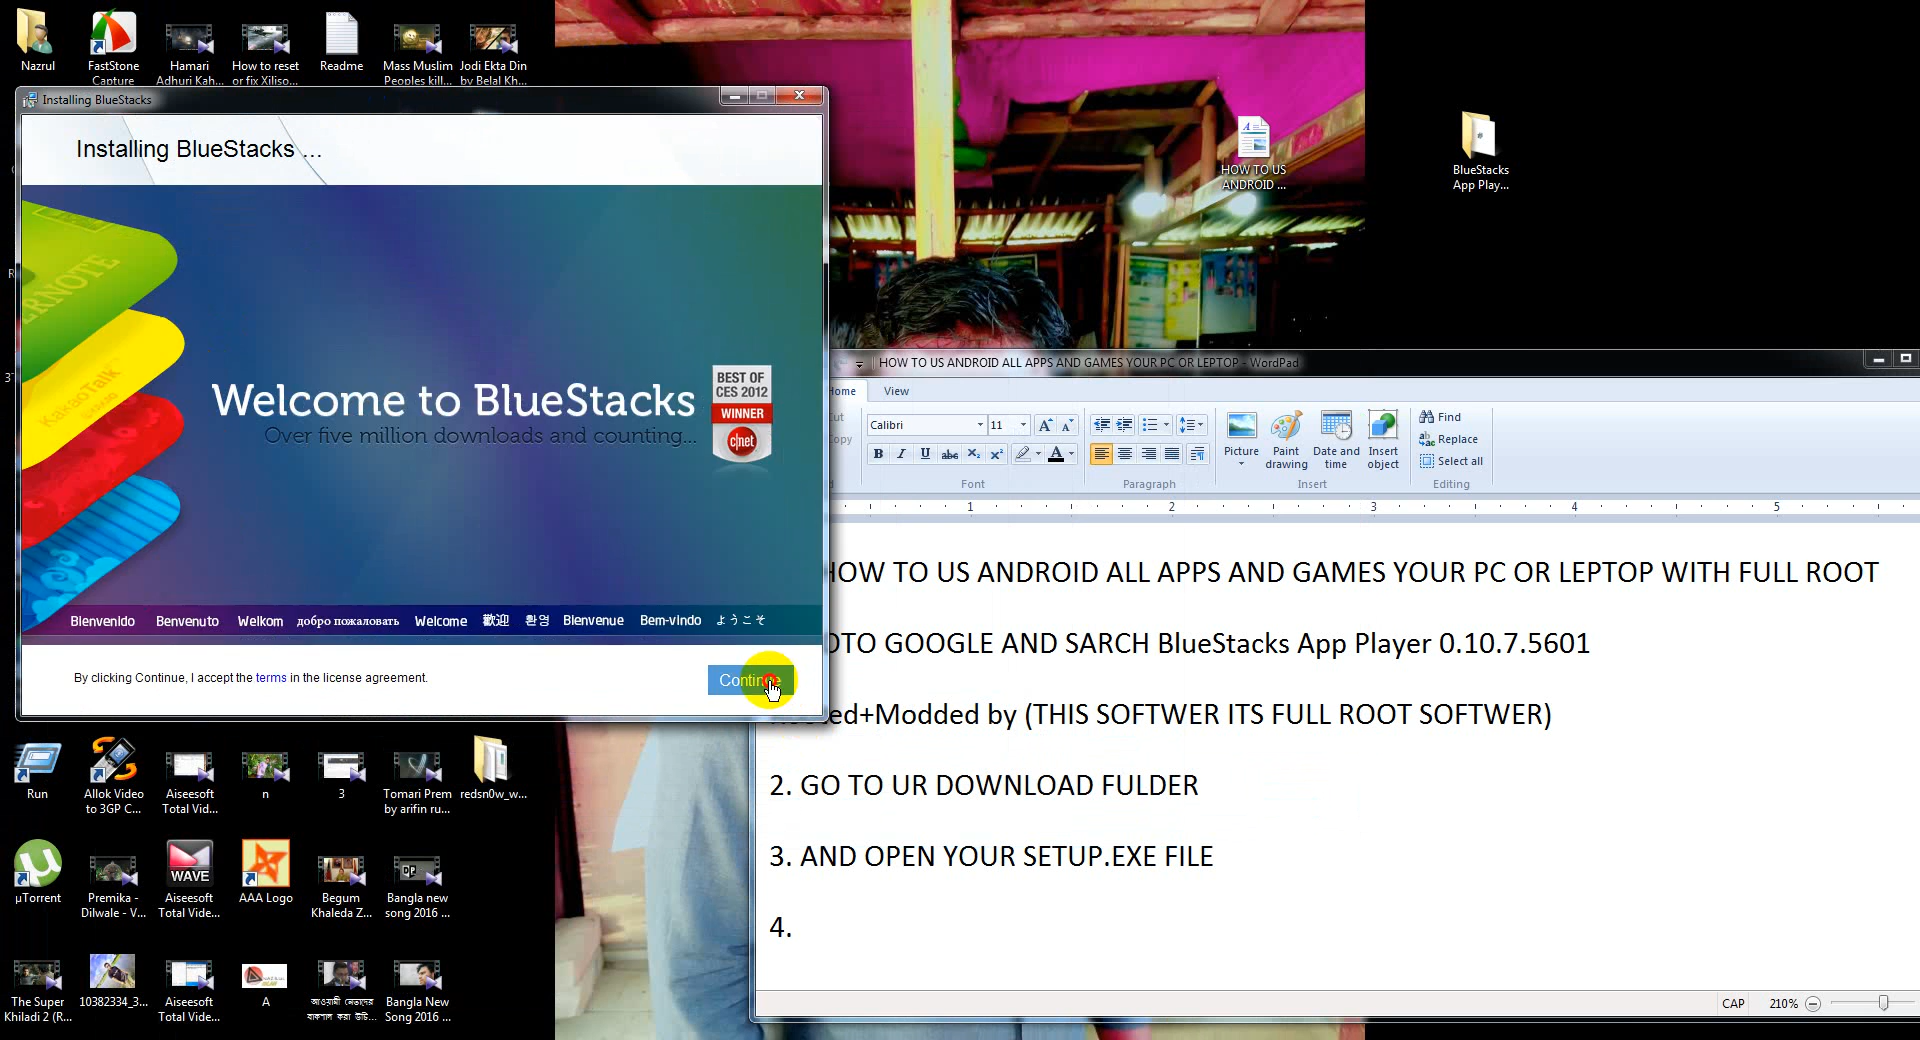 Nazrul
FastStone
Capture
Hamari
Adhuri Kah...
How to reset
or fix Xiliso...
Readme
Mass Muslim
Peoples kill...
Jodi Ekta Din
by Belal Kh...
Installing BlueStacks
Installing BlueStacks ...
KakaoTalk
Welcome to BlueStacks
Over five million downloads and counting...
BEST OF
CES 2012
WINNER
c|net
Bienvenido Benvenuto Welkom добро пожаловать Welcome 歡迎 환영 Bienvenue Bem-vindo ようこそ
By clicking Continue, I accept the terms in the license agreement.
Continue
HOW TO US
ANDROID ...
BlueStacks
App Play...
HOW TO US ANDROID ALL APPS AND GAMES YOUR PC OR LEPTOP - WordPad
View
Calibri
11
Font
Paragraph
Picture
Paint
drawing
Date and
time
Insert
object
Insert
Find
Replace
Select all
Editing
1 2 3 4 5
HOW TO US ANDROID ALL APPS AND GAMES YOUR PC OR LEPTOP WITH FULL ROOT
OTO GOOGLE AND SARCH BlueStacks App Player 0.10.7.5601
ed+Modded by (THIS SOFTWER ITS FULL ROOT SOFTWER)
2. GO TO UR DOWNLOAD FULDER
3. AND OPEN YOUR SETUP.EXE FILE
4.
CAP 210%
Run
Allok Video
to 3GP C...
Aiseesoft
Total Vid...
n
3
Tomari Prem
by arifin ru...
redsn0w_w...
µTorrent
Premika -
Dilwale - V...
WAVE
Aiseesoft
Total Vide...
AAA Logo
Begum
Khaleda Z...
Bangla new
song 2016 ...
The Super
Khiladi 2 (R...
10382334_3...
Aiseesoft
Total Vide...
A
আওয়ামী নেতাদের
Bangla New
Song 2016 ...